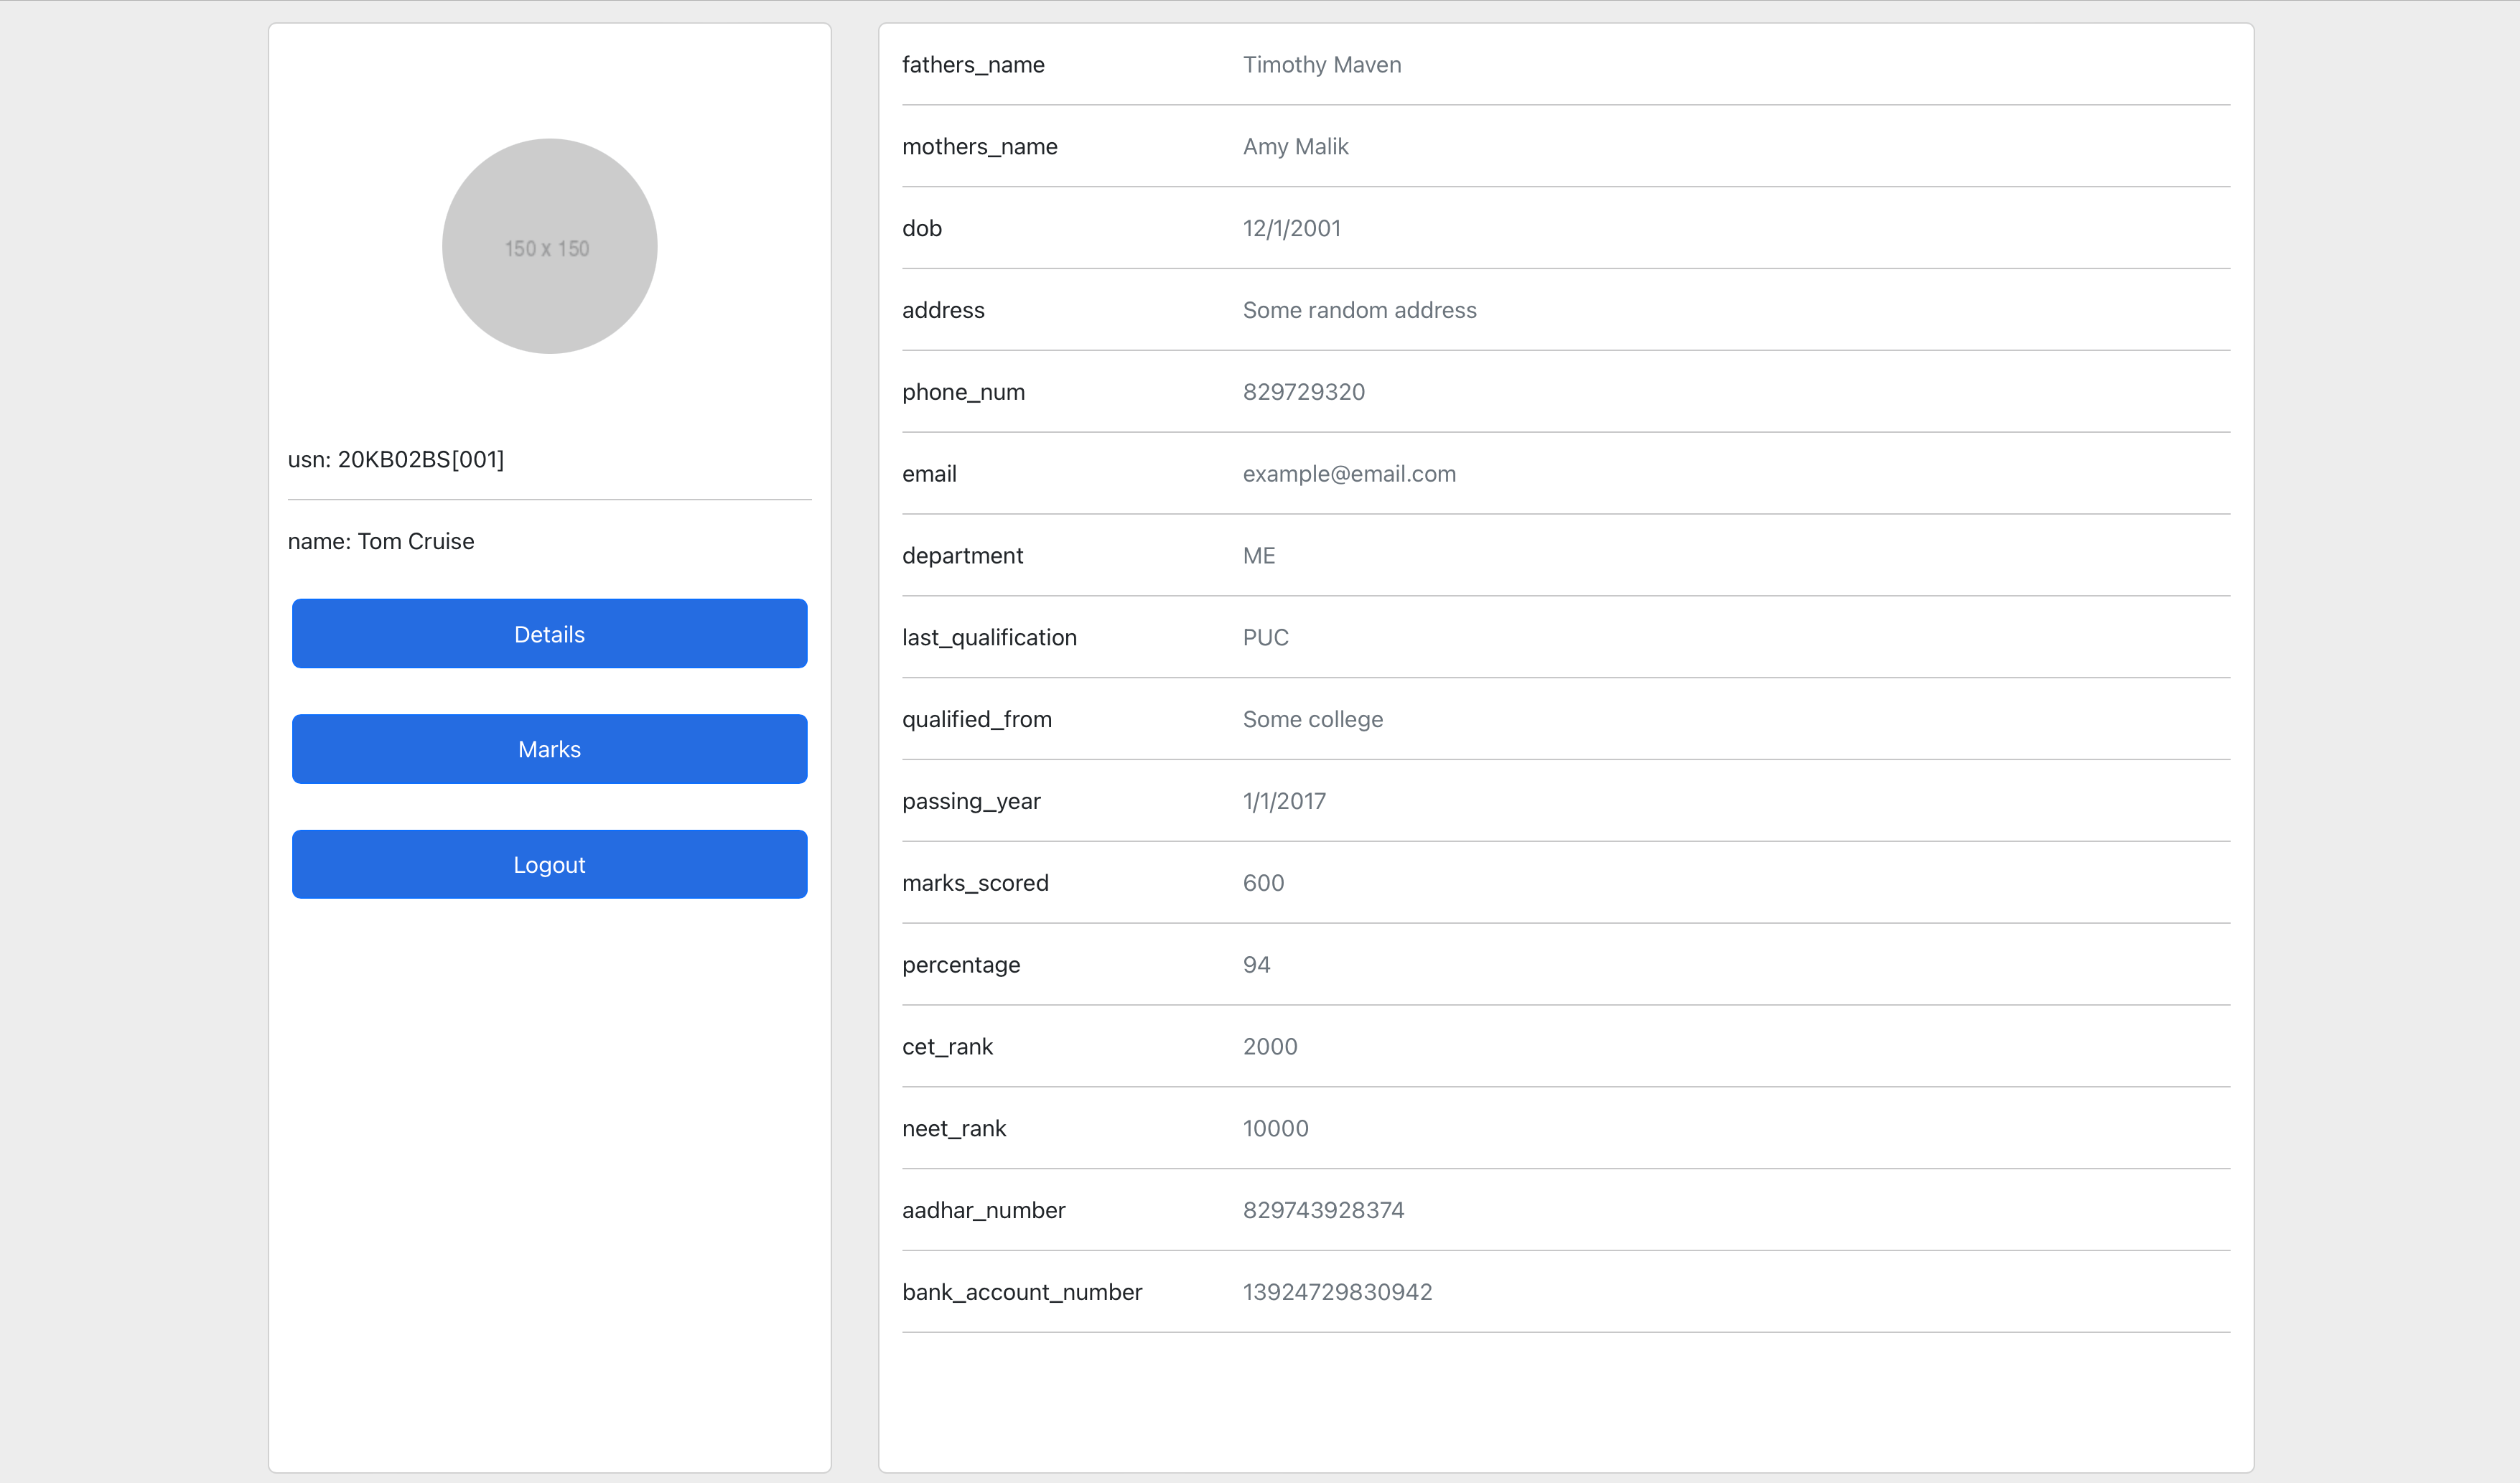 150 x 150
usn: 20KB02BS[001]
name: Tom Cruise
Details
Marks
Logout
fathers_name Timothy Maven
mothers_name Amy Malik
dob 12/1/2001
address Some random address
phone_num 829729320
email example@email.com
department ME
last_qualification PUC
qualified_from Some college
passing_year 1/1/2017
marks_scored 600
percentage 94
cet_rank 2000
neet_rank 10000
aadhar_number 829743928374
bank_account_number 13924729830942